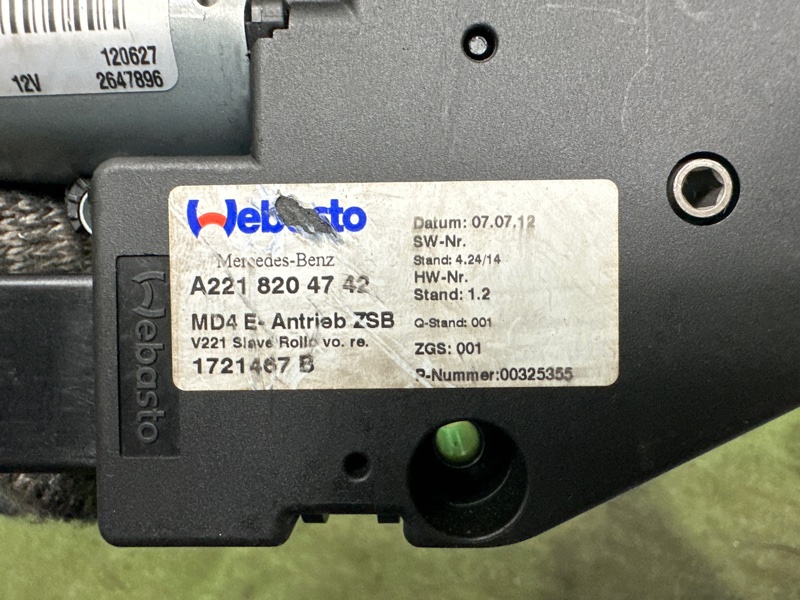 120627
12V 2647896
Webasto
Mercedes-Benz
A221 820 47 42
MD4 E- Antrieb ZSB
V221 Slave Rollo vo. re.
1721467 B
Datum: 07.07.12
SW-Nr.
Stand: 4.24/14
HW-Nr.
Stand: 1.2
Q-Stand: 001
ZGS: 001
P-Nummer:00325355
Webasto